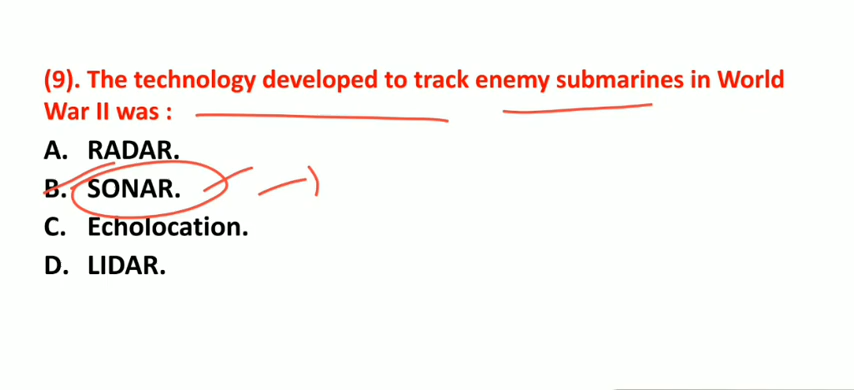 (9). The technology developed to track enemy submarines in World
War II was :
A. RADAR.
B. SONAR.
C. Echolocation.
D. LIDAR.